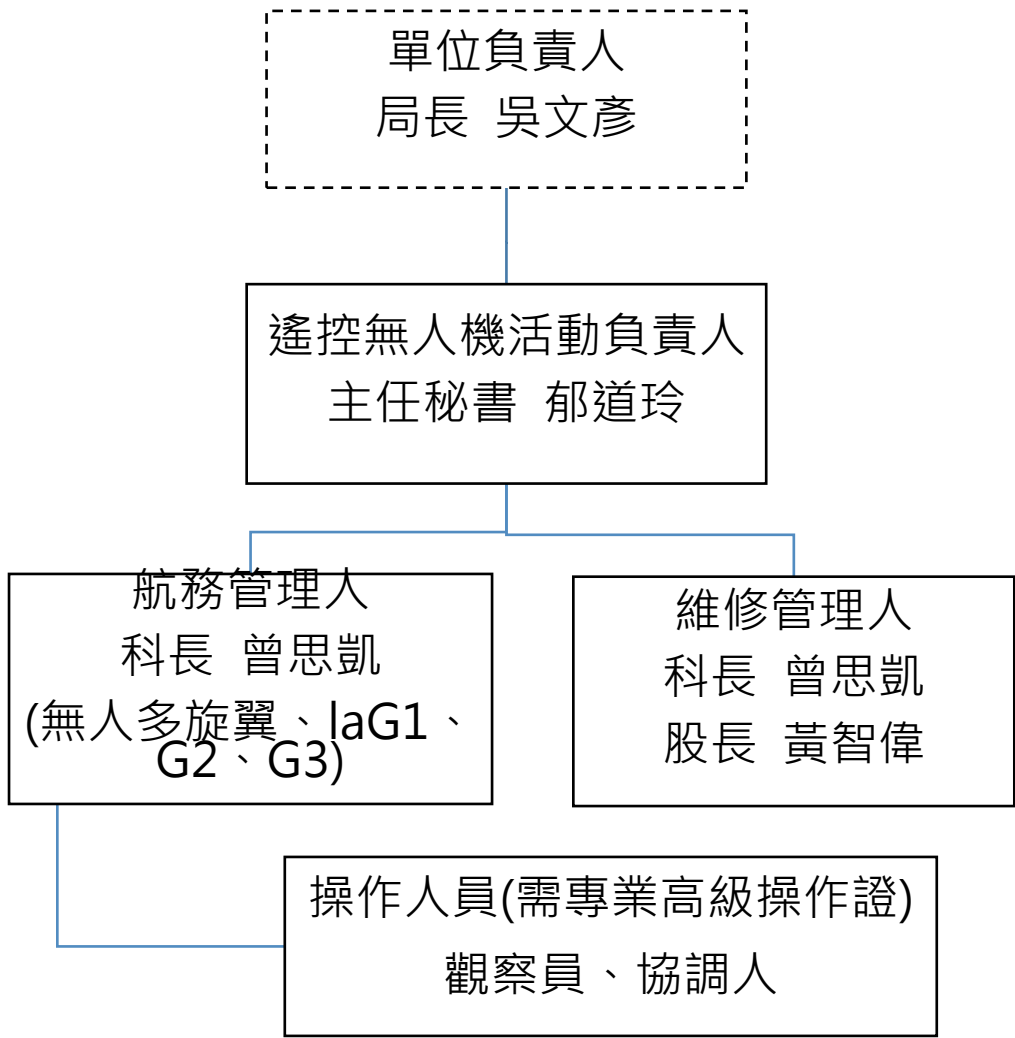 單位負責人
局長 吳文彥
遙控無人機活動負責人
主任秘書 郁道玲
航務管理人
科長 曾思凱
(無人多旋翼、IaG1、
G2、G3)
維修管理人
科長 曾思凱
股長 黃智偉
操作人員(需專業高級操作證)
觀察員、協調人